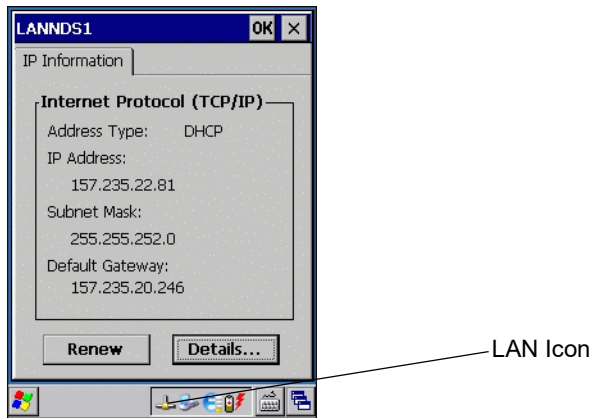 LANNDS1 OK ×
IP Information
Internet Protocol (TCP/IP)
Address Type: DHCP
IP Address:
157.235.22.81
Subnet Mask:
255.255.252.0
Default Gateway:
157.235.20.246
Renew Details...
LAN Icon